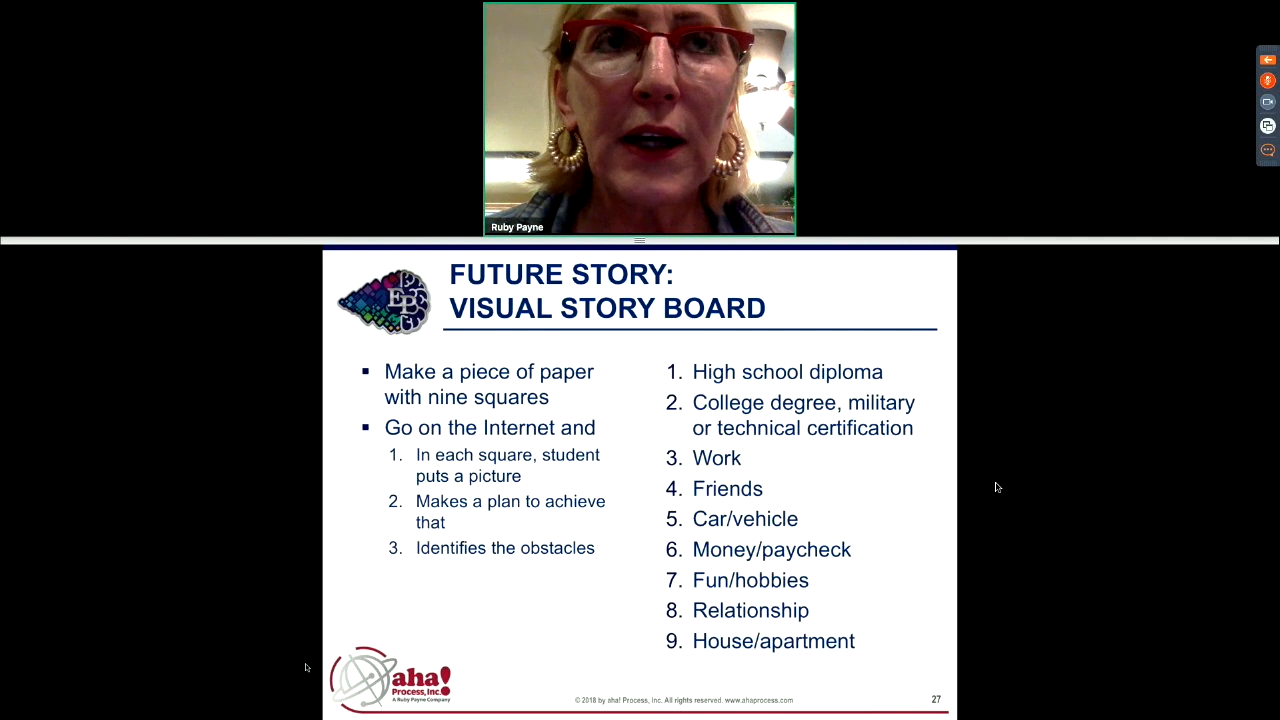 Ruby Payne
FUTURE STORY:
VISUAL STORY BOARD
EP
▪ Make a piece of paper
with nine squares
▪ Go on the Internet and
1. In each square, student
puts a picture
2. Makes a plan to achieve
that
3. Identifies the obstacles
1. High school diploma
2. College degree, military
or technical certification
3. Work
4. Friends
5. Car/vehicle
6. Money/paycheck
7. Fun/hobbies
8. Relationship
9. House/apartment
aha!
Process, Inc.
A Ruby Payne Company
© 2018 by aha! Process, Inc. All rights reserved. www.ahaprocess.com
27